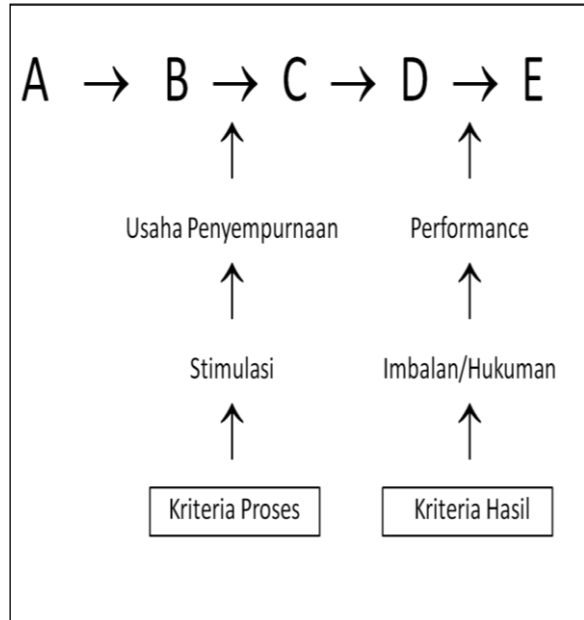 A → B → C → D → E
Usaha Penyempurnaan Performance
Stimulasi Imbalan/Hukuman
Kriteria Proses Kriteria Hasil